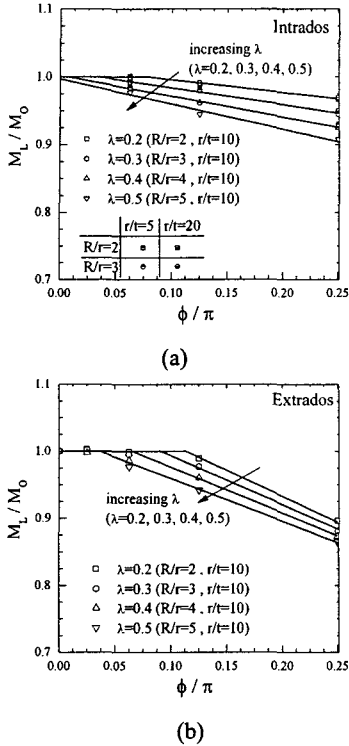 1.1
Intrados
increasing λ
(λ=0.2, 0.3, 0.4, 0.5)
1.0
M_L / M_O
0.9
λ=0.2 (R/r=2 , r/t=10)
λ=0.3 (R/r=3 , r/t=10)
λ=0.4 (R/r=4 , r/t=10)
λ=0.5 (R/r=5 , r/t=10)
0.8
r/t=5 r/t=20
R/r=2
R/r=3
0.7
0.00 0.05 0.10 0.15 0.20 0.25
ϕ / π
(a)
1.1
Extrados
1.0
M_L / M_O
increasing λ
(λ=0.2, 0.3, 0.4, 0.5)
0.9
λ=0.2 (R/r=2 , r/t=10)
λ=0.3 (R/r=3 , r/t=10)
0.8
λ=0.4 (R/r=4 , r/t=10)
λ=0.5 (R/r=5 , r/t=10)
0.7
0.00 0.05 0.10 0.15 0.20 0.25
ϕ / π
(b)